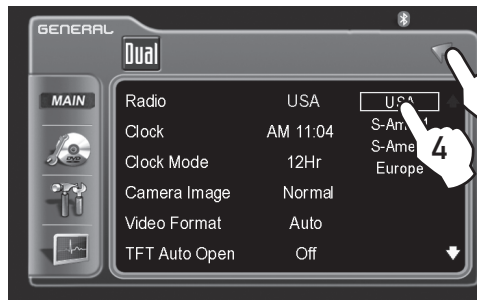 GENERAL
Dual
MAIN
Radio USA USA
Clock AM 11:04
Clock Mode 12Hr Europe
Camera Image Normal
Video Format Auto
TFT Auto Open Off
4
DVD